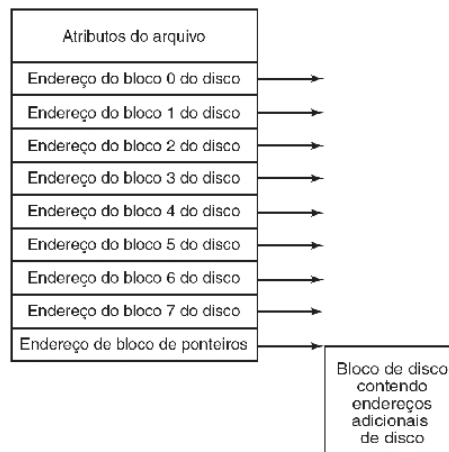 Atributos do arquivo
Endereço do bloco 0 do disco
Endereço do bloco 1 do disco
Endereço do bloco 2 do disco
Endereço do bloco 3 do disco
Endereço do bloco 4 do disco
Endereço do bloco 5 do disco
Endereço do bloco 6 do disco
Endereço do bloco 7 do disco
Endereço de bloco de ponteiros
Bloco de disco
contendo
endereços
adicionais
de disco